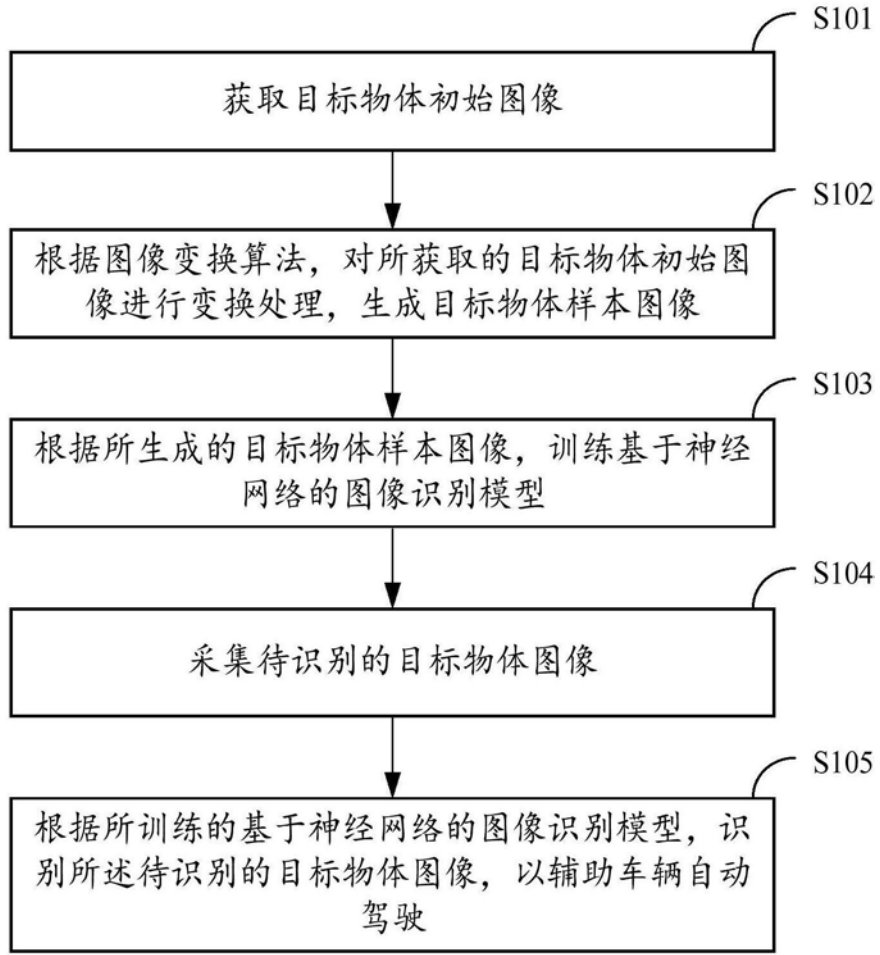 S101
获取目标物体初始图像
S102
根据图像变换算法，对所获取的目标物体初始图
像进行变换处理，生成目标物体样本图像
S103
根据所生成的目标物体样本图像，训练基于神经
网络的图像识别模型
S104
采集待识别的目标物体图像
S105
根据所训练的基于神经网络的图像识别模型，识
别所述待识别的目标物体图像，以辅助车辆自动
驾驶